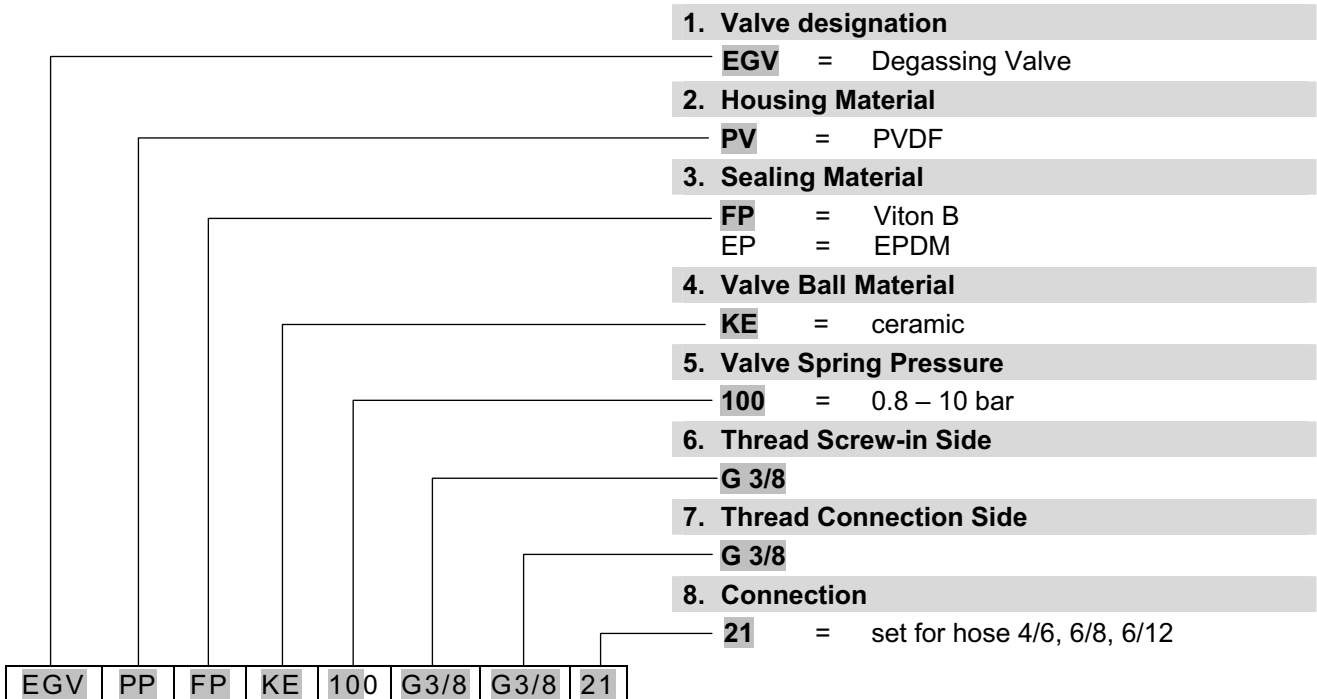 1. Valve designation
EGV = Degassing Valve
2. Housing Material
PV = PVDF
3. Sealing Material
FP = Viton B
EP = EPDM
4. Valve Ball Material
KE = ceramic
5. Valve Spring Pressure
100 = 0.8 – 10 bar
6. Thread Screw-in Side
G 3/8
7. Thread Connection Side
G 3/8
8. Connection
21 = set for hose 4/6, 6/8, 6/12
EGV PP FP KE 100 G3/8 G3/8 21